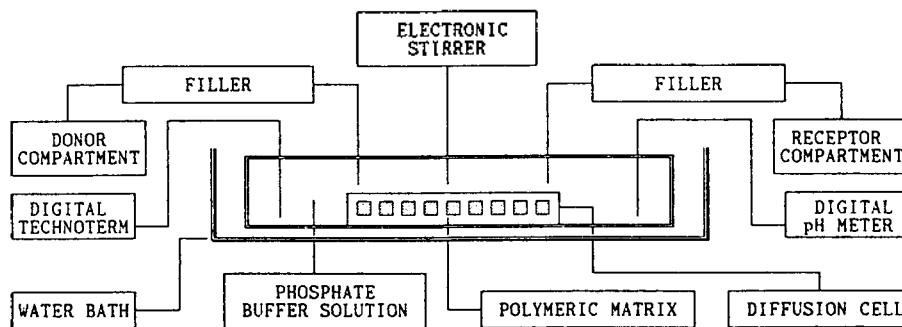 ELECTRONIC
STIRRER
FILLER
FILLER
DONOR
COMPARTMENT
RECEPTOR
COMPARTMENT
DIGITAL
TECHNOTERM
DIGITAL
pH METER
WATER BATH
PHOSPHATE
BUFFER SOLUTION
POLYMERIC MATRIX
DIFFUSION CELL